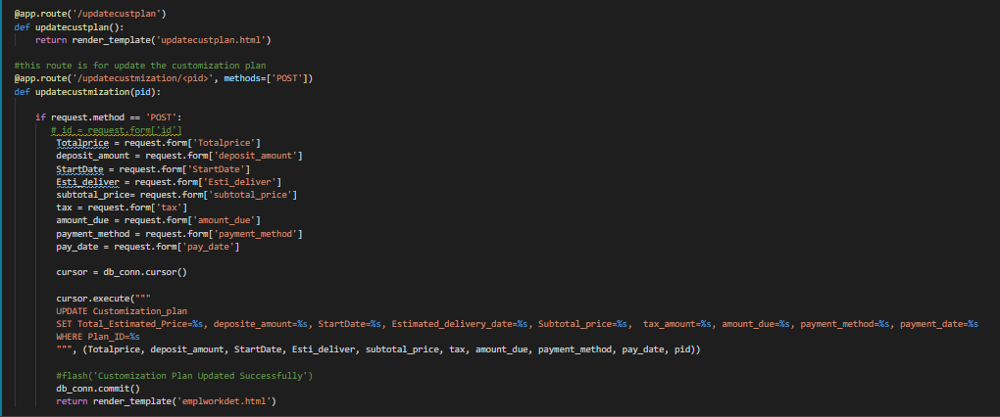 @app.route('/updatecustplan')
def updatecustplan():
    return render_template('updatecustplan.html')
#this route is for update the customization plan
@app.route('/updatecustmization/<pid>', methods=['POST'])
def updatecustmization(pid):
    if request.method == 'POST':
       # id = request.form['id']
        Totalprice = request.form['Totalprice']
        deposit_amount = request.form['deposit_amount']
        StartDate = request.form['StartDate']
        Esti_deliver = request.form['Esti_deliver']
        subtotal_price= request.form['subtotal_price']
        tax = request.form['tax']
        amount_due = request.form['amount_due']
        payment_method = request.form['payment_method']
        pay_date = request.form['pay_date']
        cursor = db_conn.cursor()
        cursor.execute("""
        UPDATE Customization_plan
        SET Total_Estimated_Price=%s, deposite_amount=%s, StartDate=%s, Estimated_delivery_date=%s, Subtotal_price=%s,  tax_amount=%s, amount_due=%s, payment_method=%s, payment_date=%s
        WHERE Plan_ID=%s
        """, (Totalprice, deposit_amount, StartDate, Esti_deliver, subtotal_price, tax, amount_due, payment_method, pay_date, pid))
        #flash('Customization Plan Updated Successfully')
        db_conn.commit()
        return render_template('emplworkdet.html')